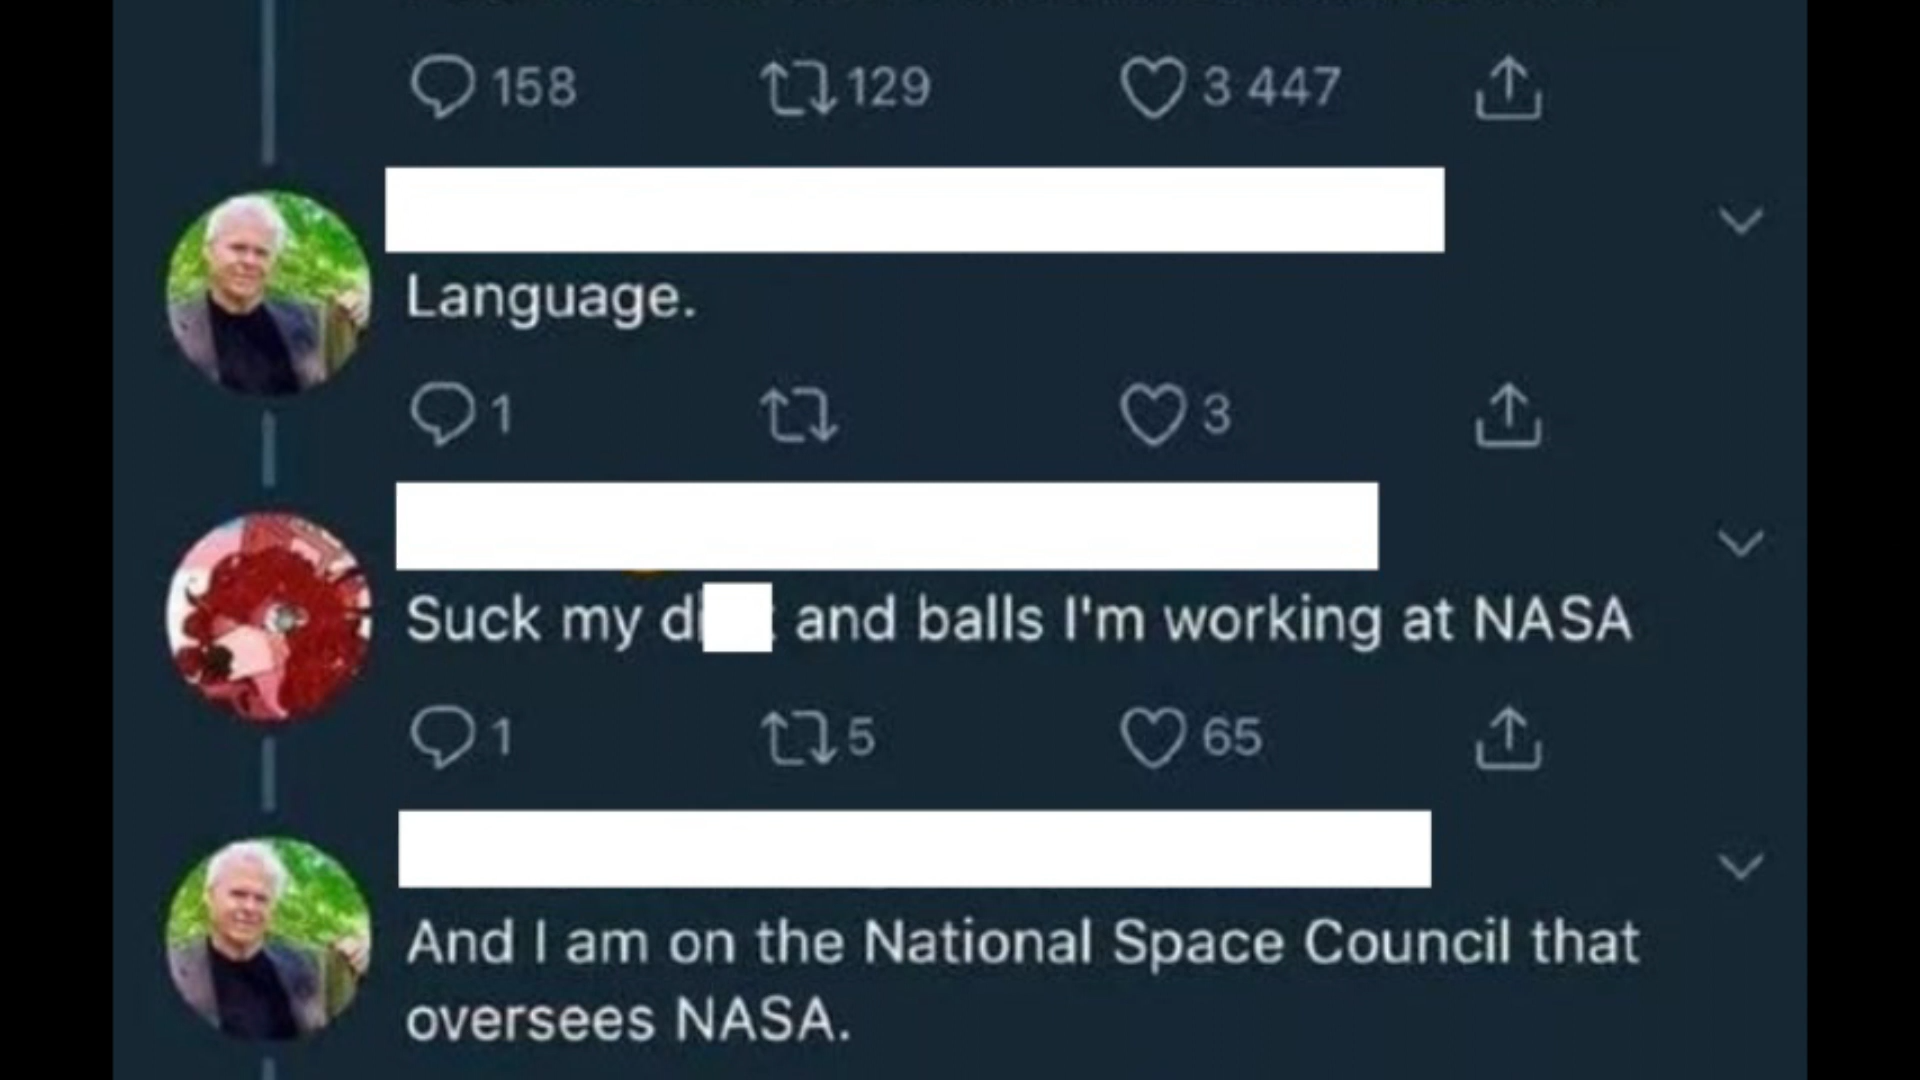 158 129 3 447
Language.
1 3
Suck my di and balls I'm working at NASA
1 5 65
And I am on the National Space Council that
oversees NASA.